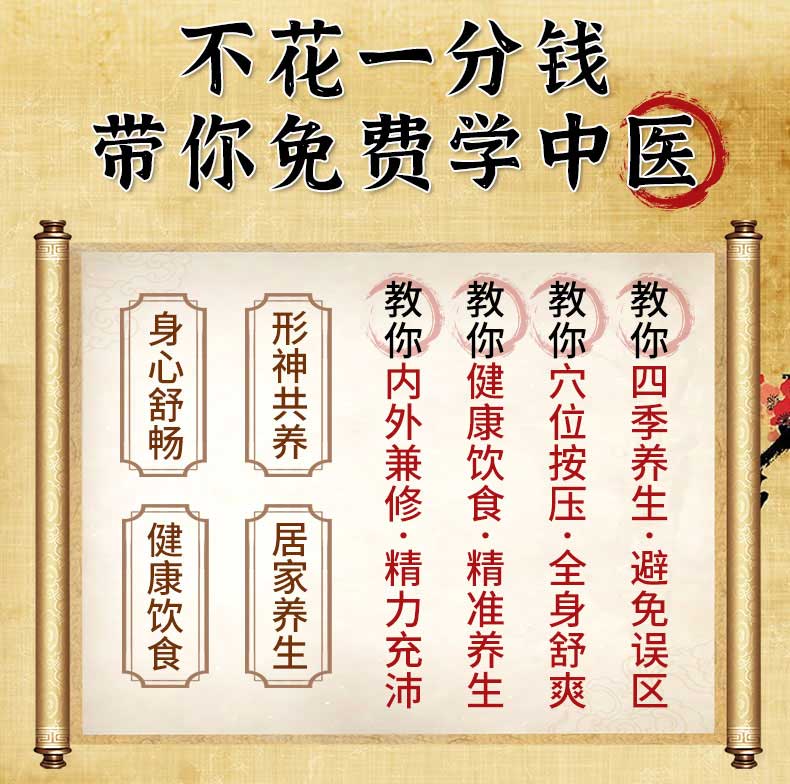 不花一分钱
带你免费学中医
教你四季养生·避免误区
教你穴位按压·全身舒爽
教你健康饮食·精准养生
教你内外兼修·精力充沛
形神共养
身心舒畅
居家养生
健康饮食